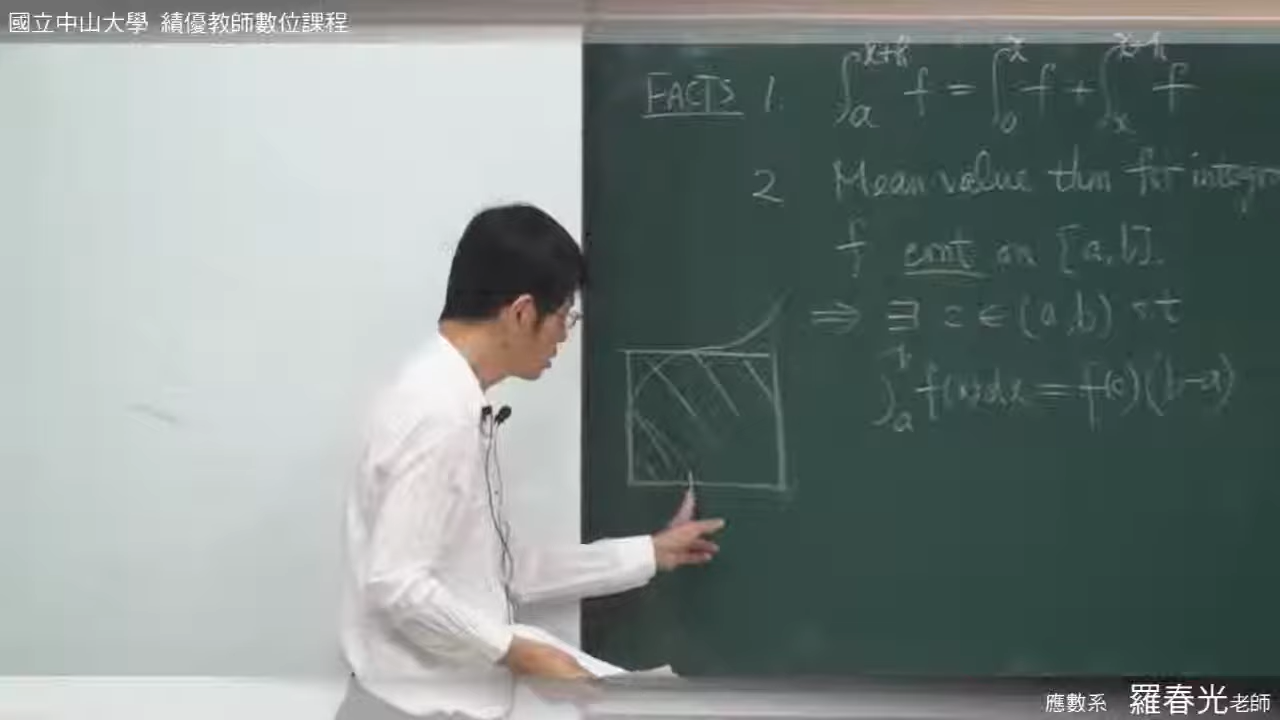 國立中山大學 績優教師數位課程
FACTS 1. ∫_a^{x+h} f = ∫_a^x f + ∫_x^{x+h} f
2 Mean value thm for integr
f cont on [a,b].
⇒ ∃ c ∈ (a,b) st
∫_a f(x)dx = f(c)(b-a)
應數系 羅春光老師